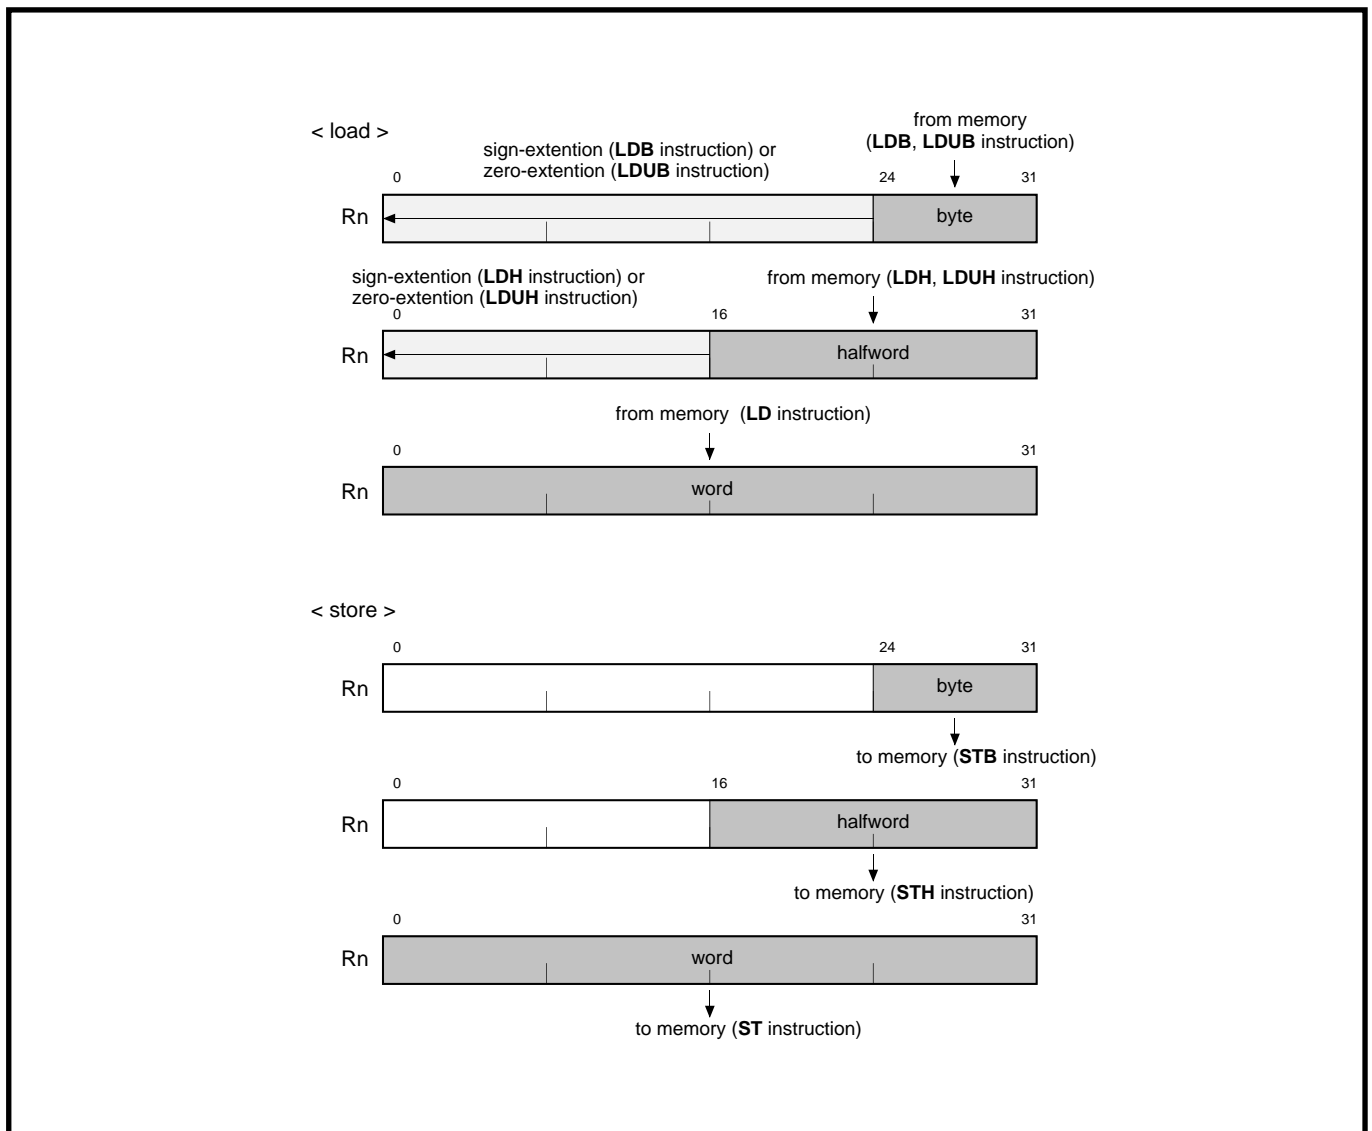 < load >
from memory
(LDB, LDUB instruction)
sign-extention (LDB instruction) or
zero-extention (LDUB instruction)
0 24 31
Rn byte
sign-extention (LDH instruction) or
zero-extention (LDUH instruction)
from memory (LDH, LDUH instruction)
0 16 31
Rn halfword
from memory (LD instruction)
0 31
Rn word
< store >
0 24 31
Rn byte
to memory (STB instruction)
0 16 31
Rn halfword
to memory (STH instruction)
0 31
Rn word
to memory (ST instruction)